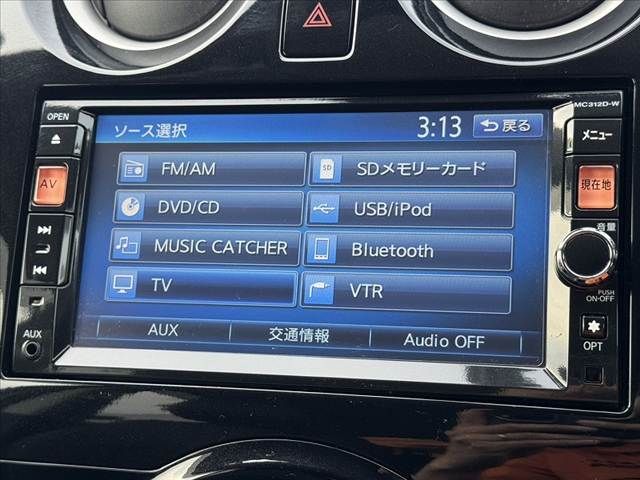 OPEN
MC312D-W
ソース選択
3:13
戻る
メニュー
AV
FM/AM
SD
SDメモリーカード
現在地
DVD/CD
USB/iPod
音量
MUSIC CATCHER
Bluetooth
TV
VTR
PUSH
ON-OFF
AUX
AUX
交通情報
Audio OFF
OPT